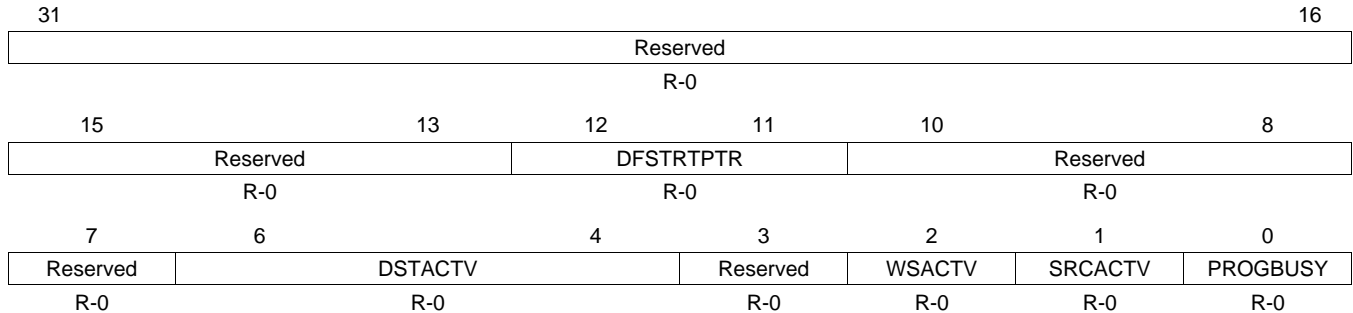 31 16
Reserved
R-0
15 13 12 11 10 8
Reserved DFSTRTPTR Reserved
R-0 R-0 R-0
7 6 4 3 2 1 0
Reserved DSTACTV Reserved WSACTV SRCACTV PROGBUSY
R-0 R-0 R-0 R-0 R-0 R-0